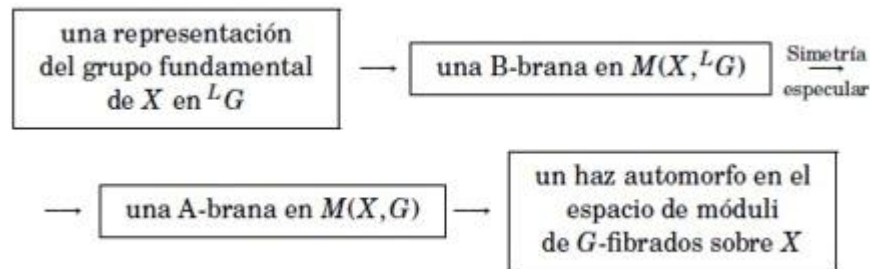 una representación
del grupo fundamental
de X en ᴸG
→ una B-brana en M(X, ᴸG)
Simetría
→
especular
→ una A-brana en M(X,G) →
un haz automorfo en el
espacio de móduli
de G-fibrados sobre X